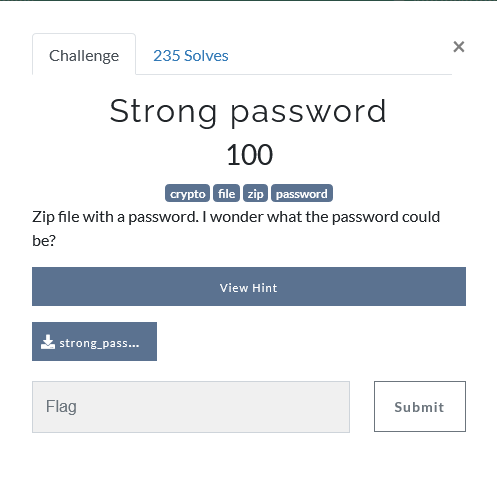 Challenge
235 Solves
×
Strong password
100
crypto file zip password
Zip file with a password. I wonder what the password could
be?
View Hint
strong_pass...
Flag
Submit